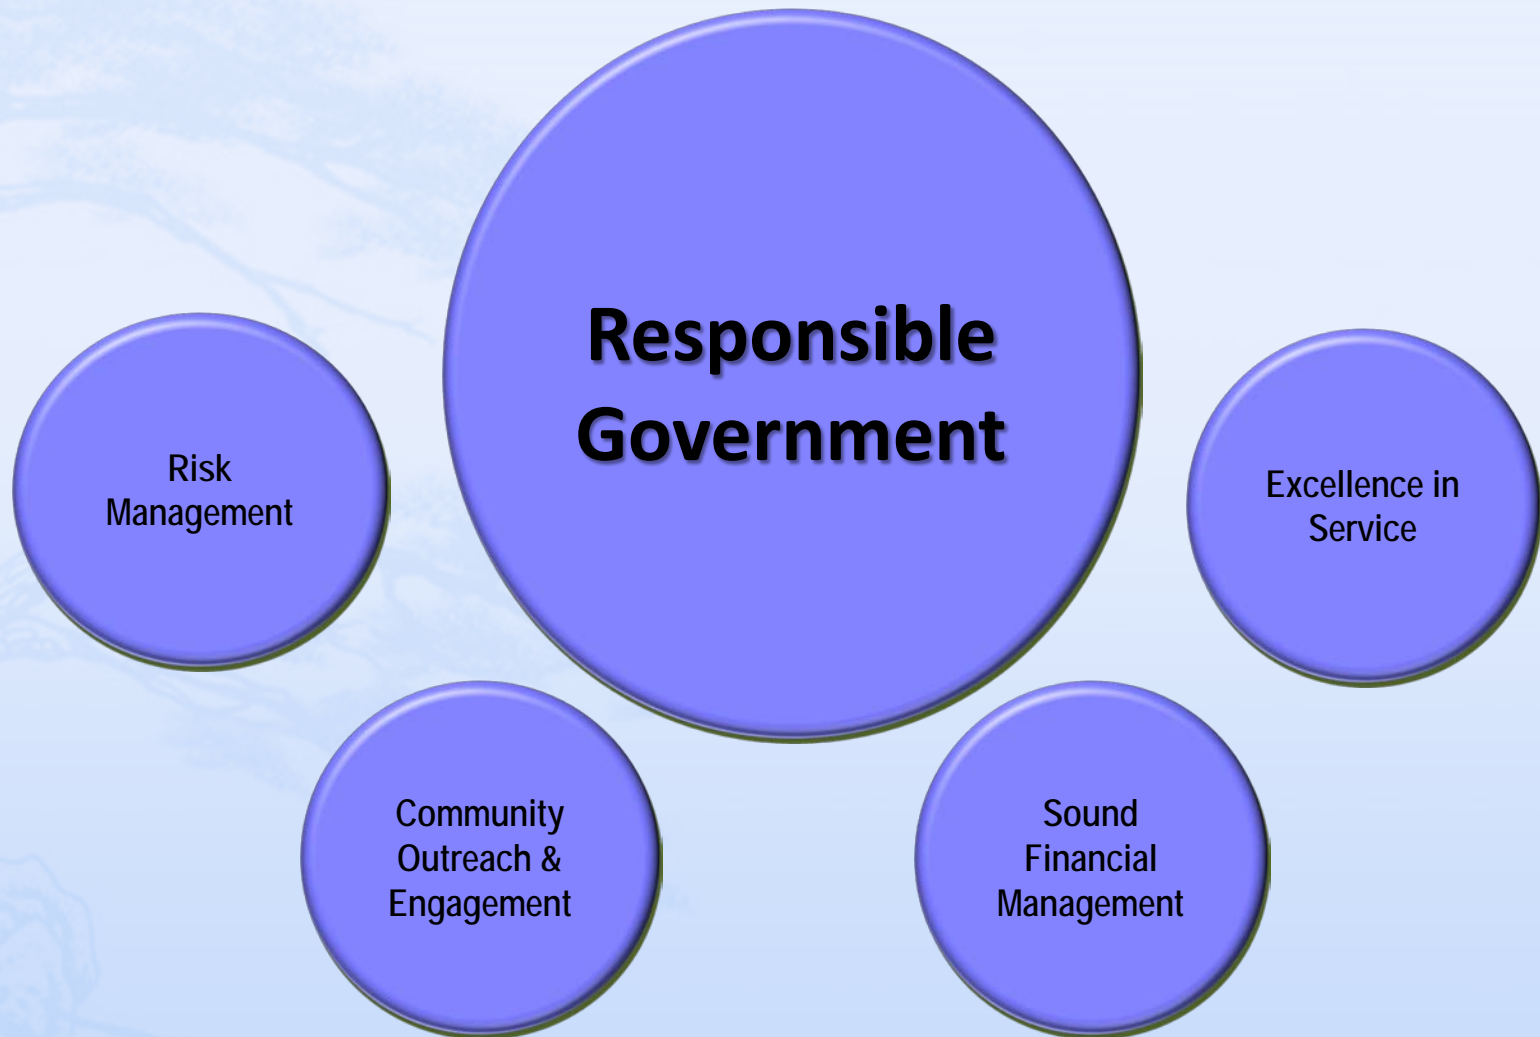 Responsible
Government
Risk
Management
Excellence in
Service
Community
Outreach &
Engagement
Sound
Financial
Management